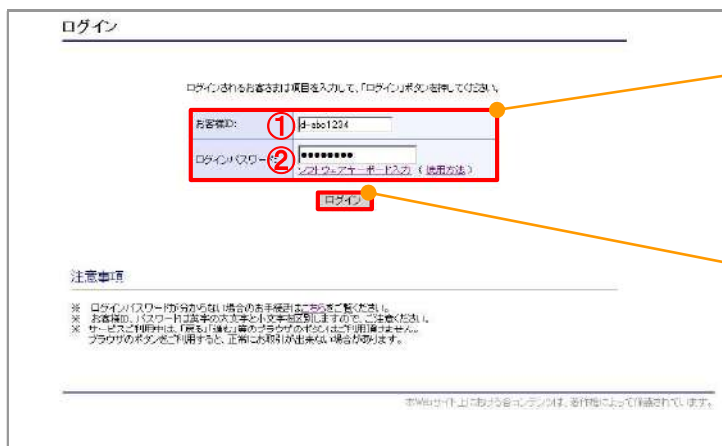 ログイン
ログインされるお客さまは項目を入力して、「ログイン」ボタンを押してください。
お客様ID:
①
d-abc1234
ログインパスワード:
②
●●●●●●●●
ソフトウェアキーボード入力 ( 使用方法 )
ログイン
注意事項
※ ログインパスワードが分からない場合のお手続きはこちらをご覧ください。
※ お客様ID、パスワードは英字の大文字と小文字を区別しますので、ご注意ください。
※ サービスご利用中は、「戻る」「進む」等のブラウザのボタンはご利用頂けません。
ブラウザのボタンをご利用すると、正常にお取引が出来ない場合があります。
本Webサイト上における各コンテンツは、著作権によって保護されています。